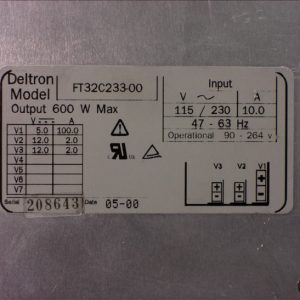 Deltron
Model FT32C233-00
Output 600 W Max
V A
V1 5.0 100.0
V2 12.0 2.0
V3 12.0 2.0
V4
V5
V6
V7
Serial 208643 Date 05-00
Input
V ~ A
115 / 230 10.0
47 - 63 Hz
Operational 90 - 264 v
V3 V2 V1